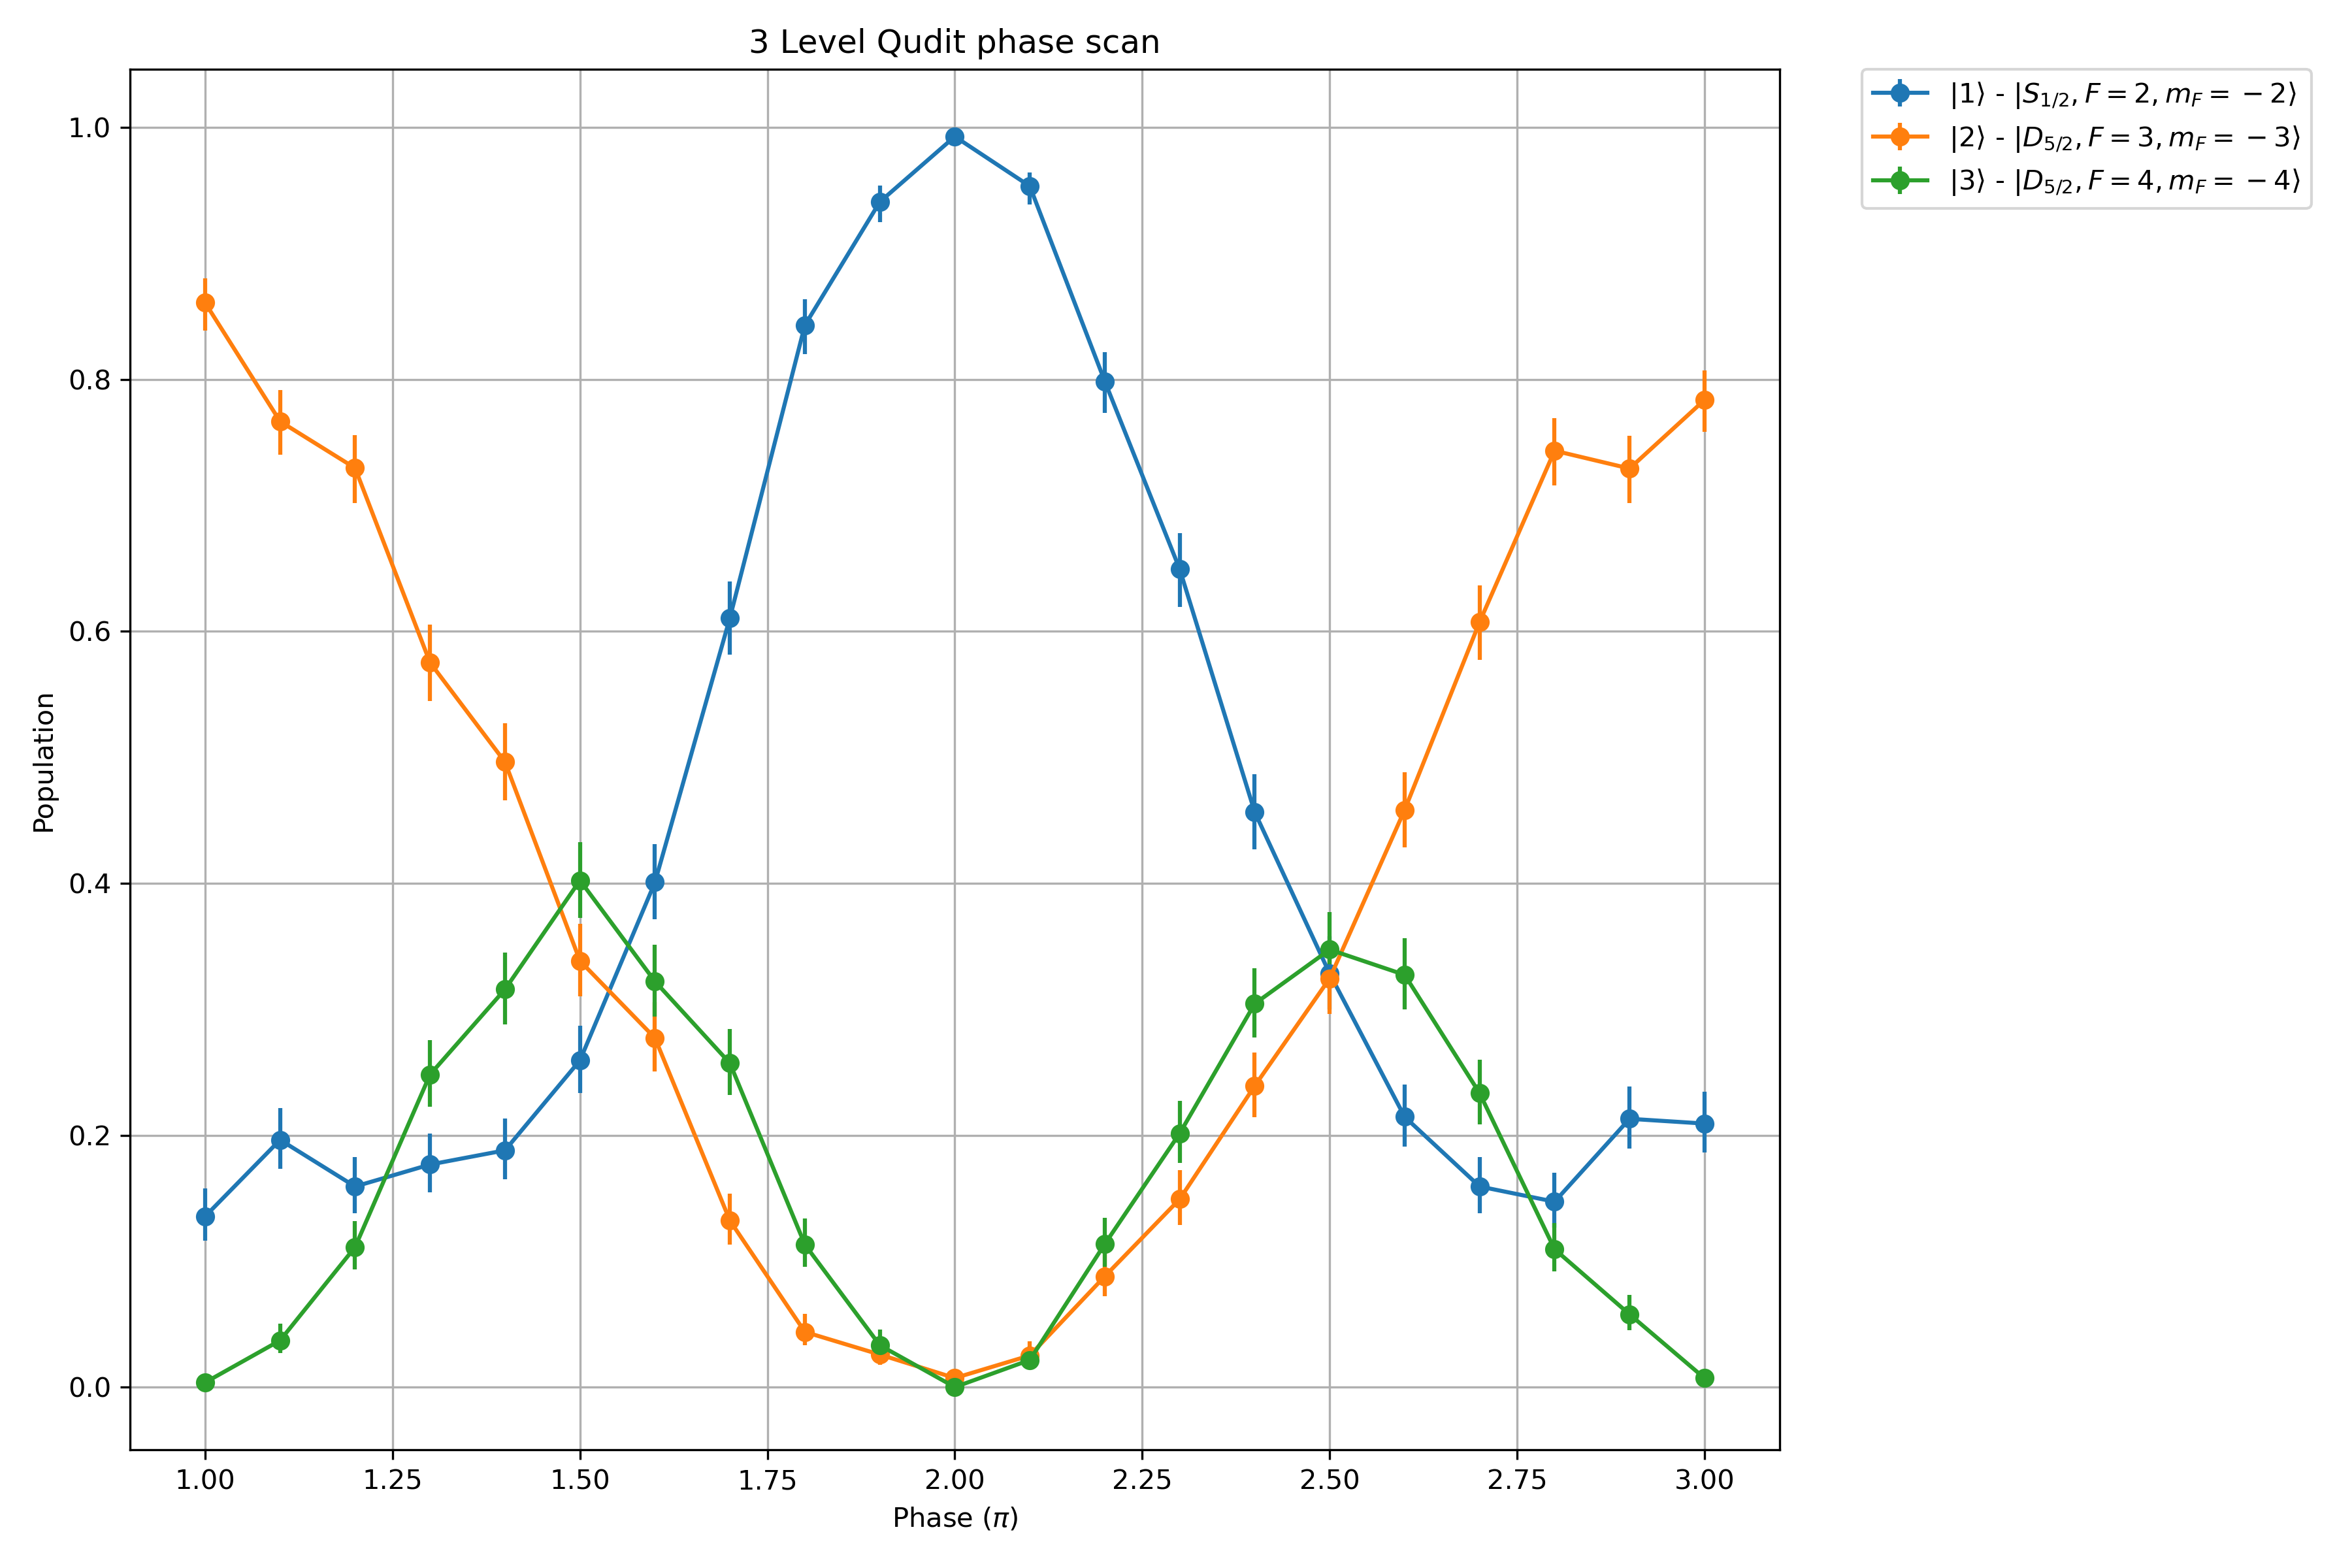 3 Level Qudit phase scan
|1⟩ - |S1/2, F = 2, mF = −2⟩
|2⟩ - |D5/2, F = 3, mF = −3⟩
|3⟩ - |D5/2, F = 4, mF = −4⟩
1.0
0.8
0.6
0.4
0.2
0.0
Population
1.00 1.25 1.50 1.75 2.00 2.25 2.50 2.75 3.00
Phase (π)